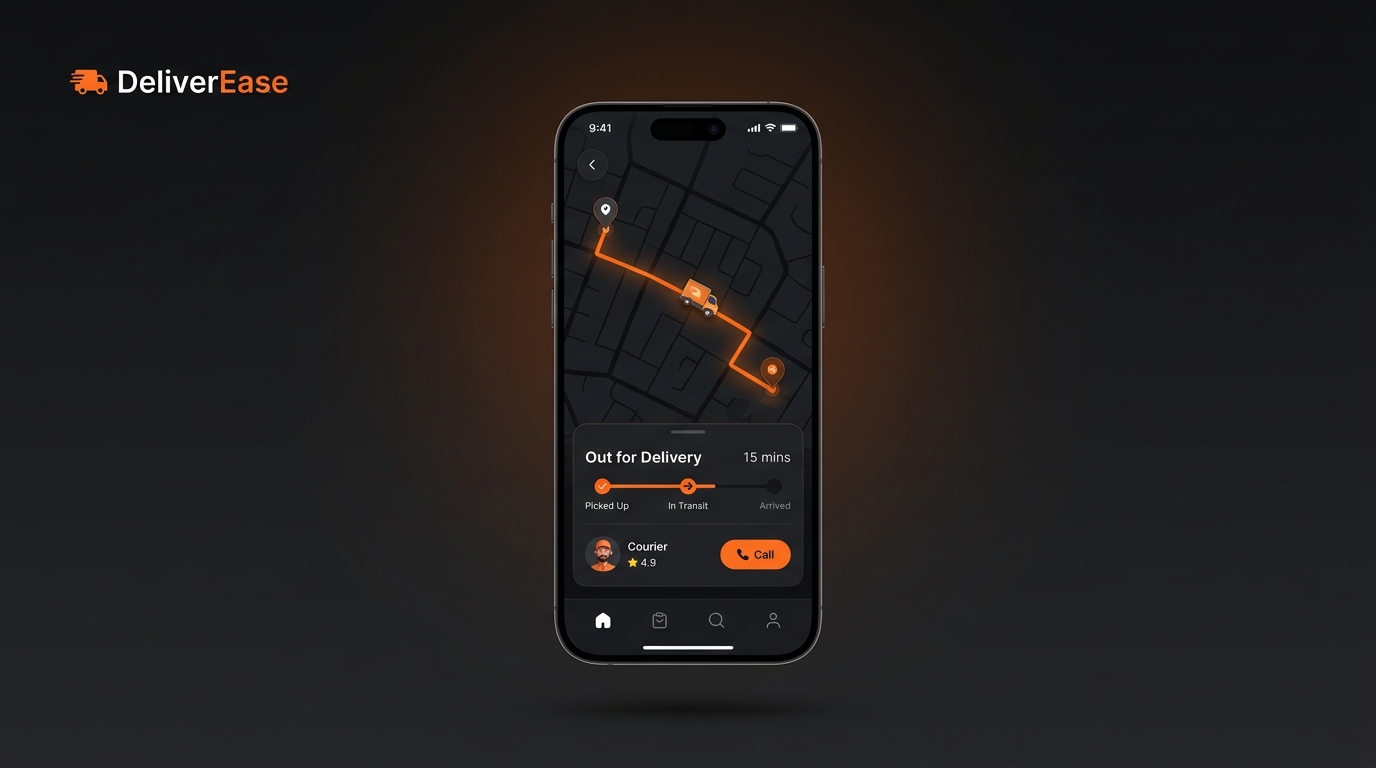 DeliverEase
9:41
Out for Delivery
15 mins
Picked Up
In Transit
Arrived
Courier
4.9
Call